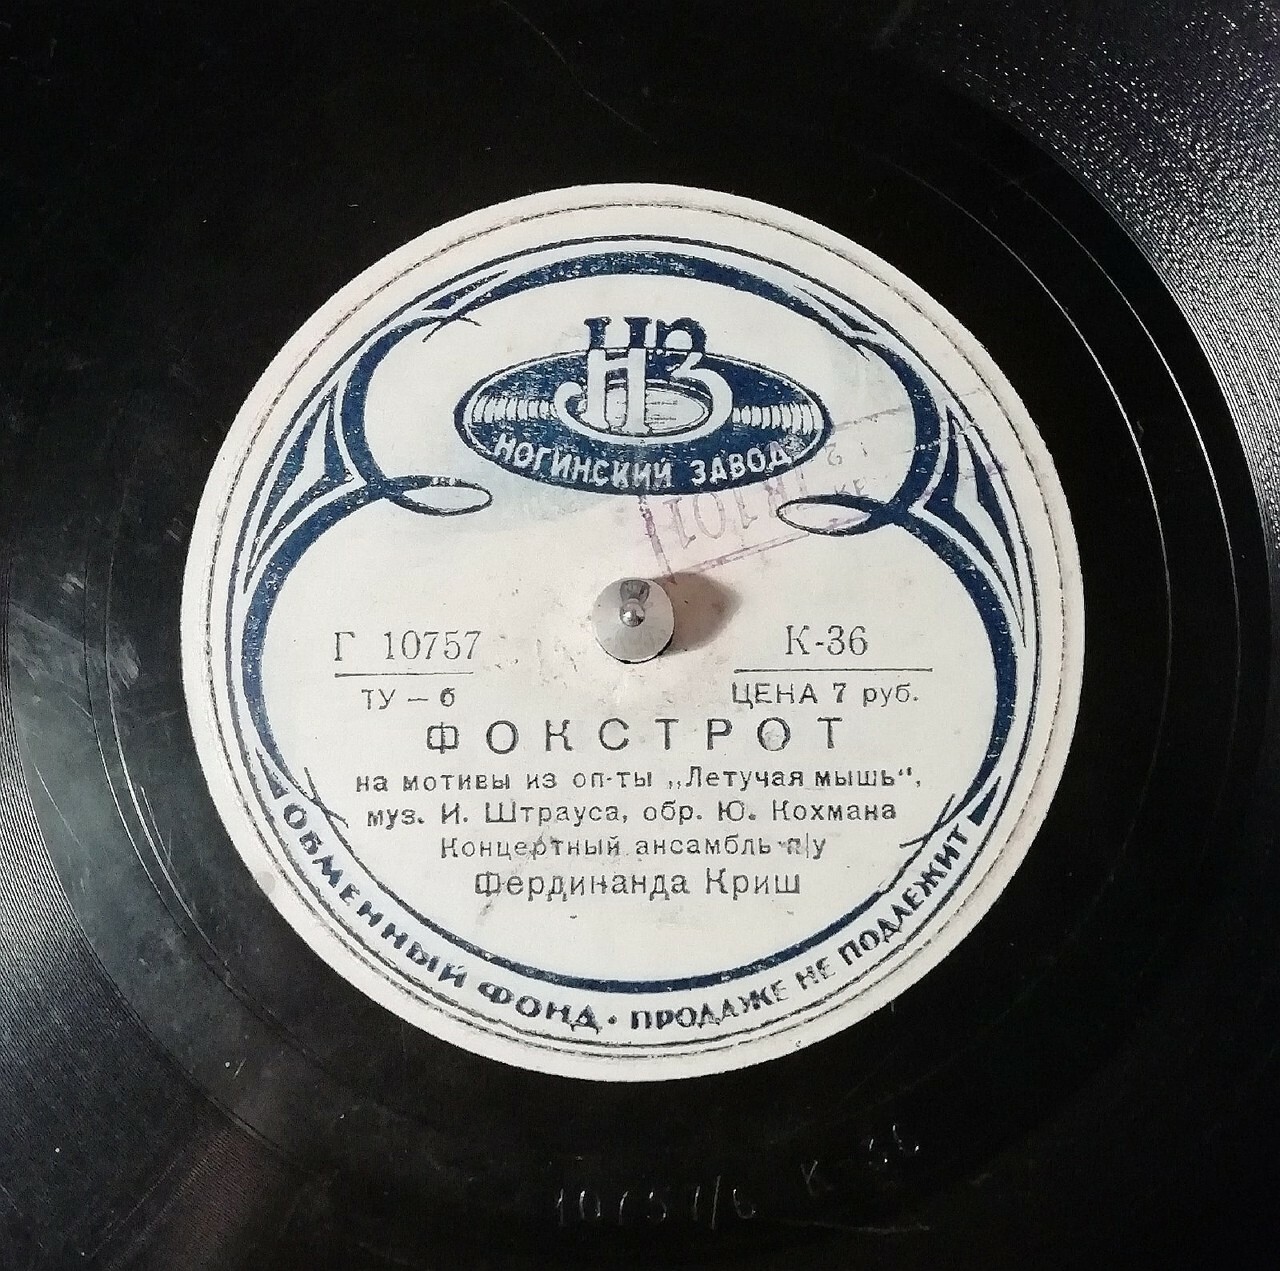 НЗ
НОГИНСКИЙ ЗАВОД
Г 10757
К-36
ТУ — б
ЦЕНА 7 руб.
ФОКСТРОТ
на мотивы из оп-ты „Летучая мышь“,
муз. И. Штрауса, обр. Ю. Кохмана
Концертный ансамбль п/у
Фердинанда Криш
ОБМЕННЫЙ ФОНД • ПРОДАЖЕ НЕ ПОДЛЕЖИТ
10757/6